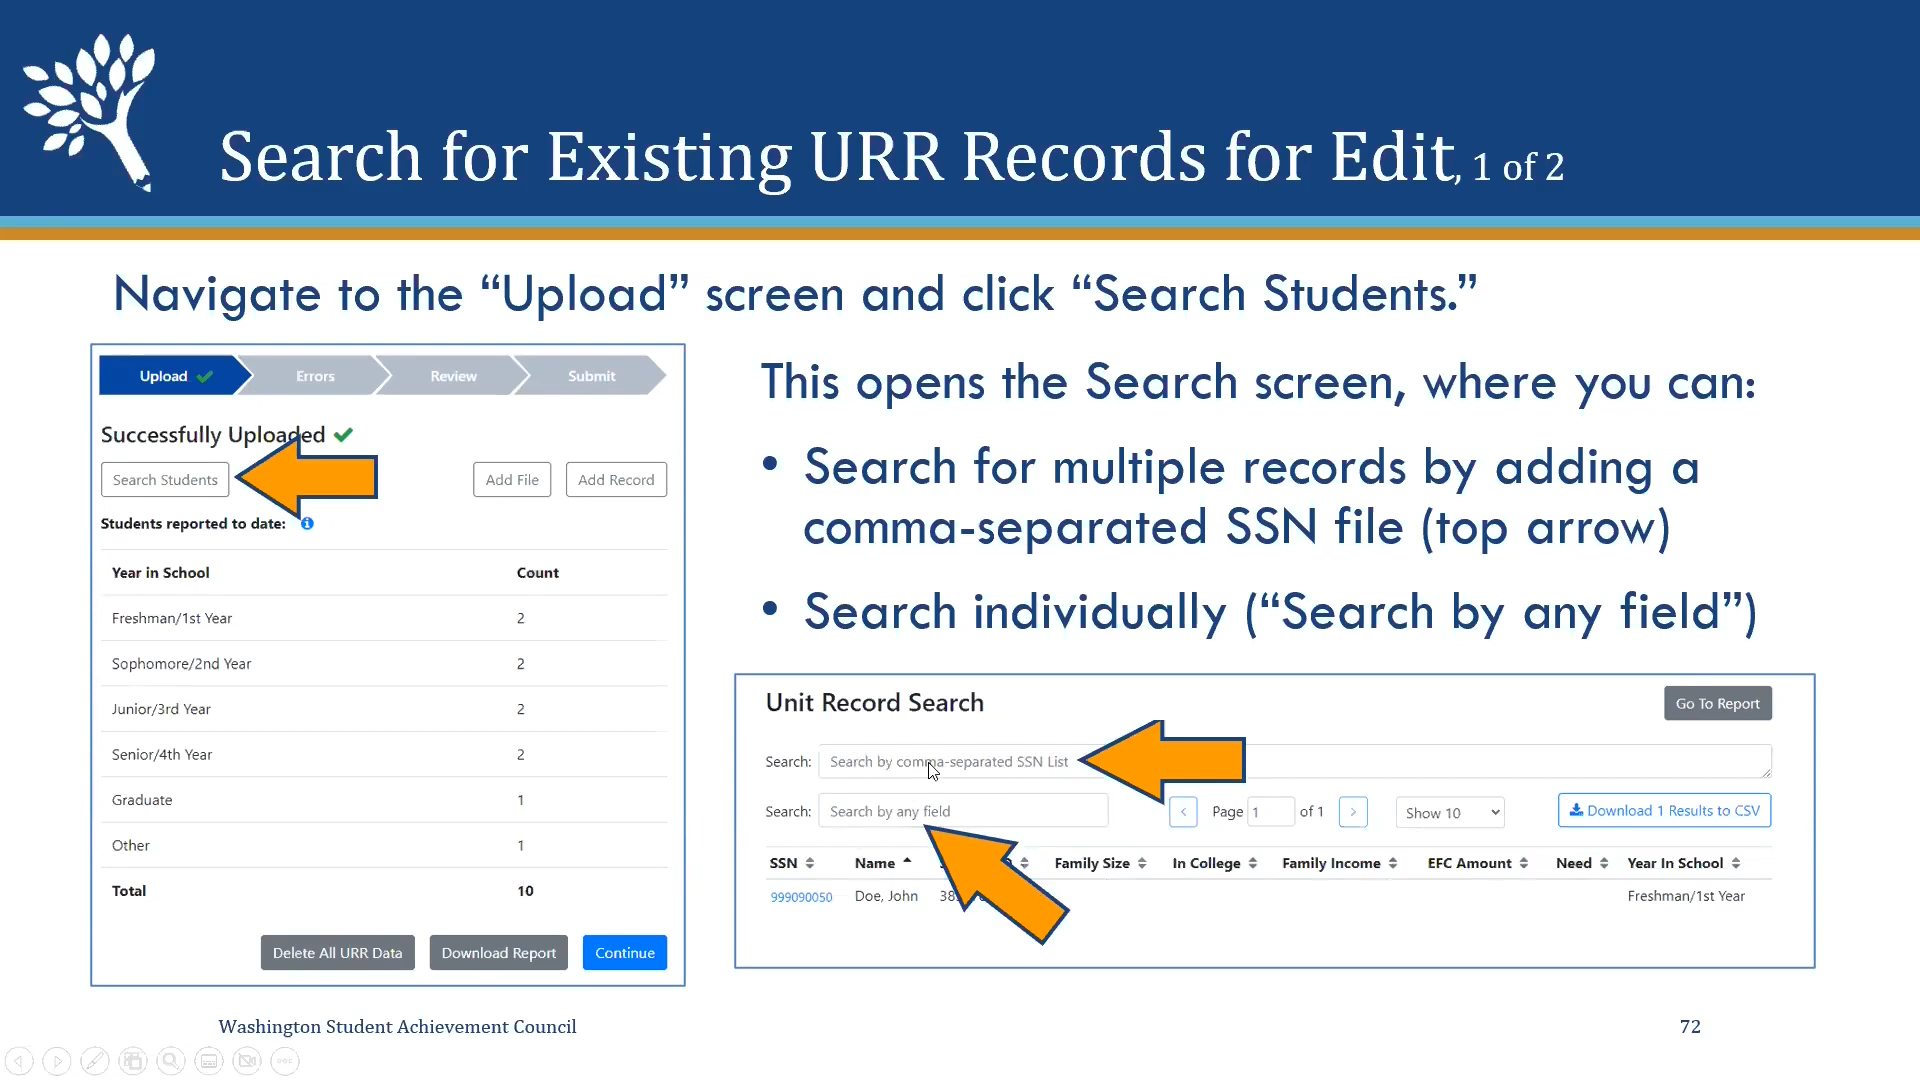 Search for Existing URR Records for Edit, 1 of 2
Navigate to the “Upload” screen and click “Search Students.”
Upload
Errors
Review
Submit
Successfully Uploaded
Search Students
Add File
Add Record
Students reported to date:
Year in School Count
Freshman/1st Year 2
Sophomore/2nd Year 2
Junior/3rd Year 2
Senior/4th Year 2
Graduate 1
Other 1
Total 10
Delete All URR Data
Download Report
Continue
This opens the Search screen, where you can:
• Search for multiple records by adding a
comma-separated SSN file (top arrow)
• Search individually (“Search by any field”)
Unit Record Search
Go To Report
Search: Search by comma-separated SSN List
Search: Search by any field
Page 1 of 1
Show 10
Download 1 Results to CSV
SSN Name Family Size In College Family Income EFC Amount Need Year In School
999090050 Doe, John Freshman/1st Year
Washington Student Achievement Council
72